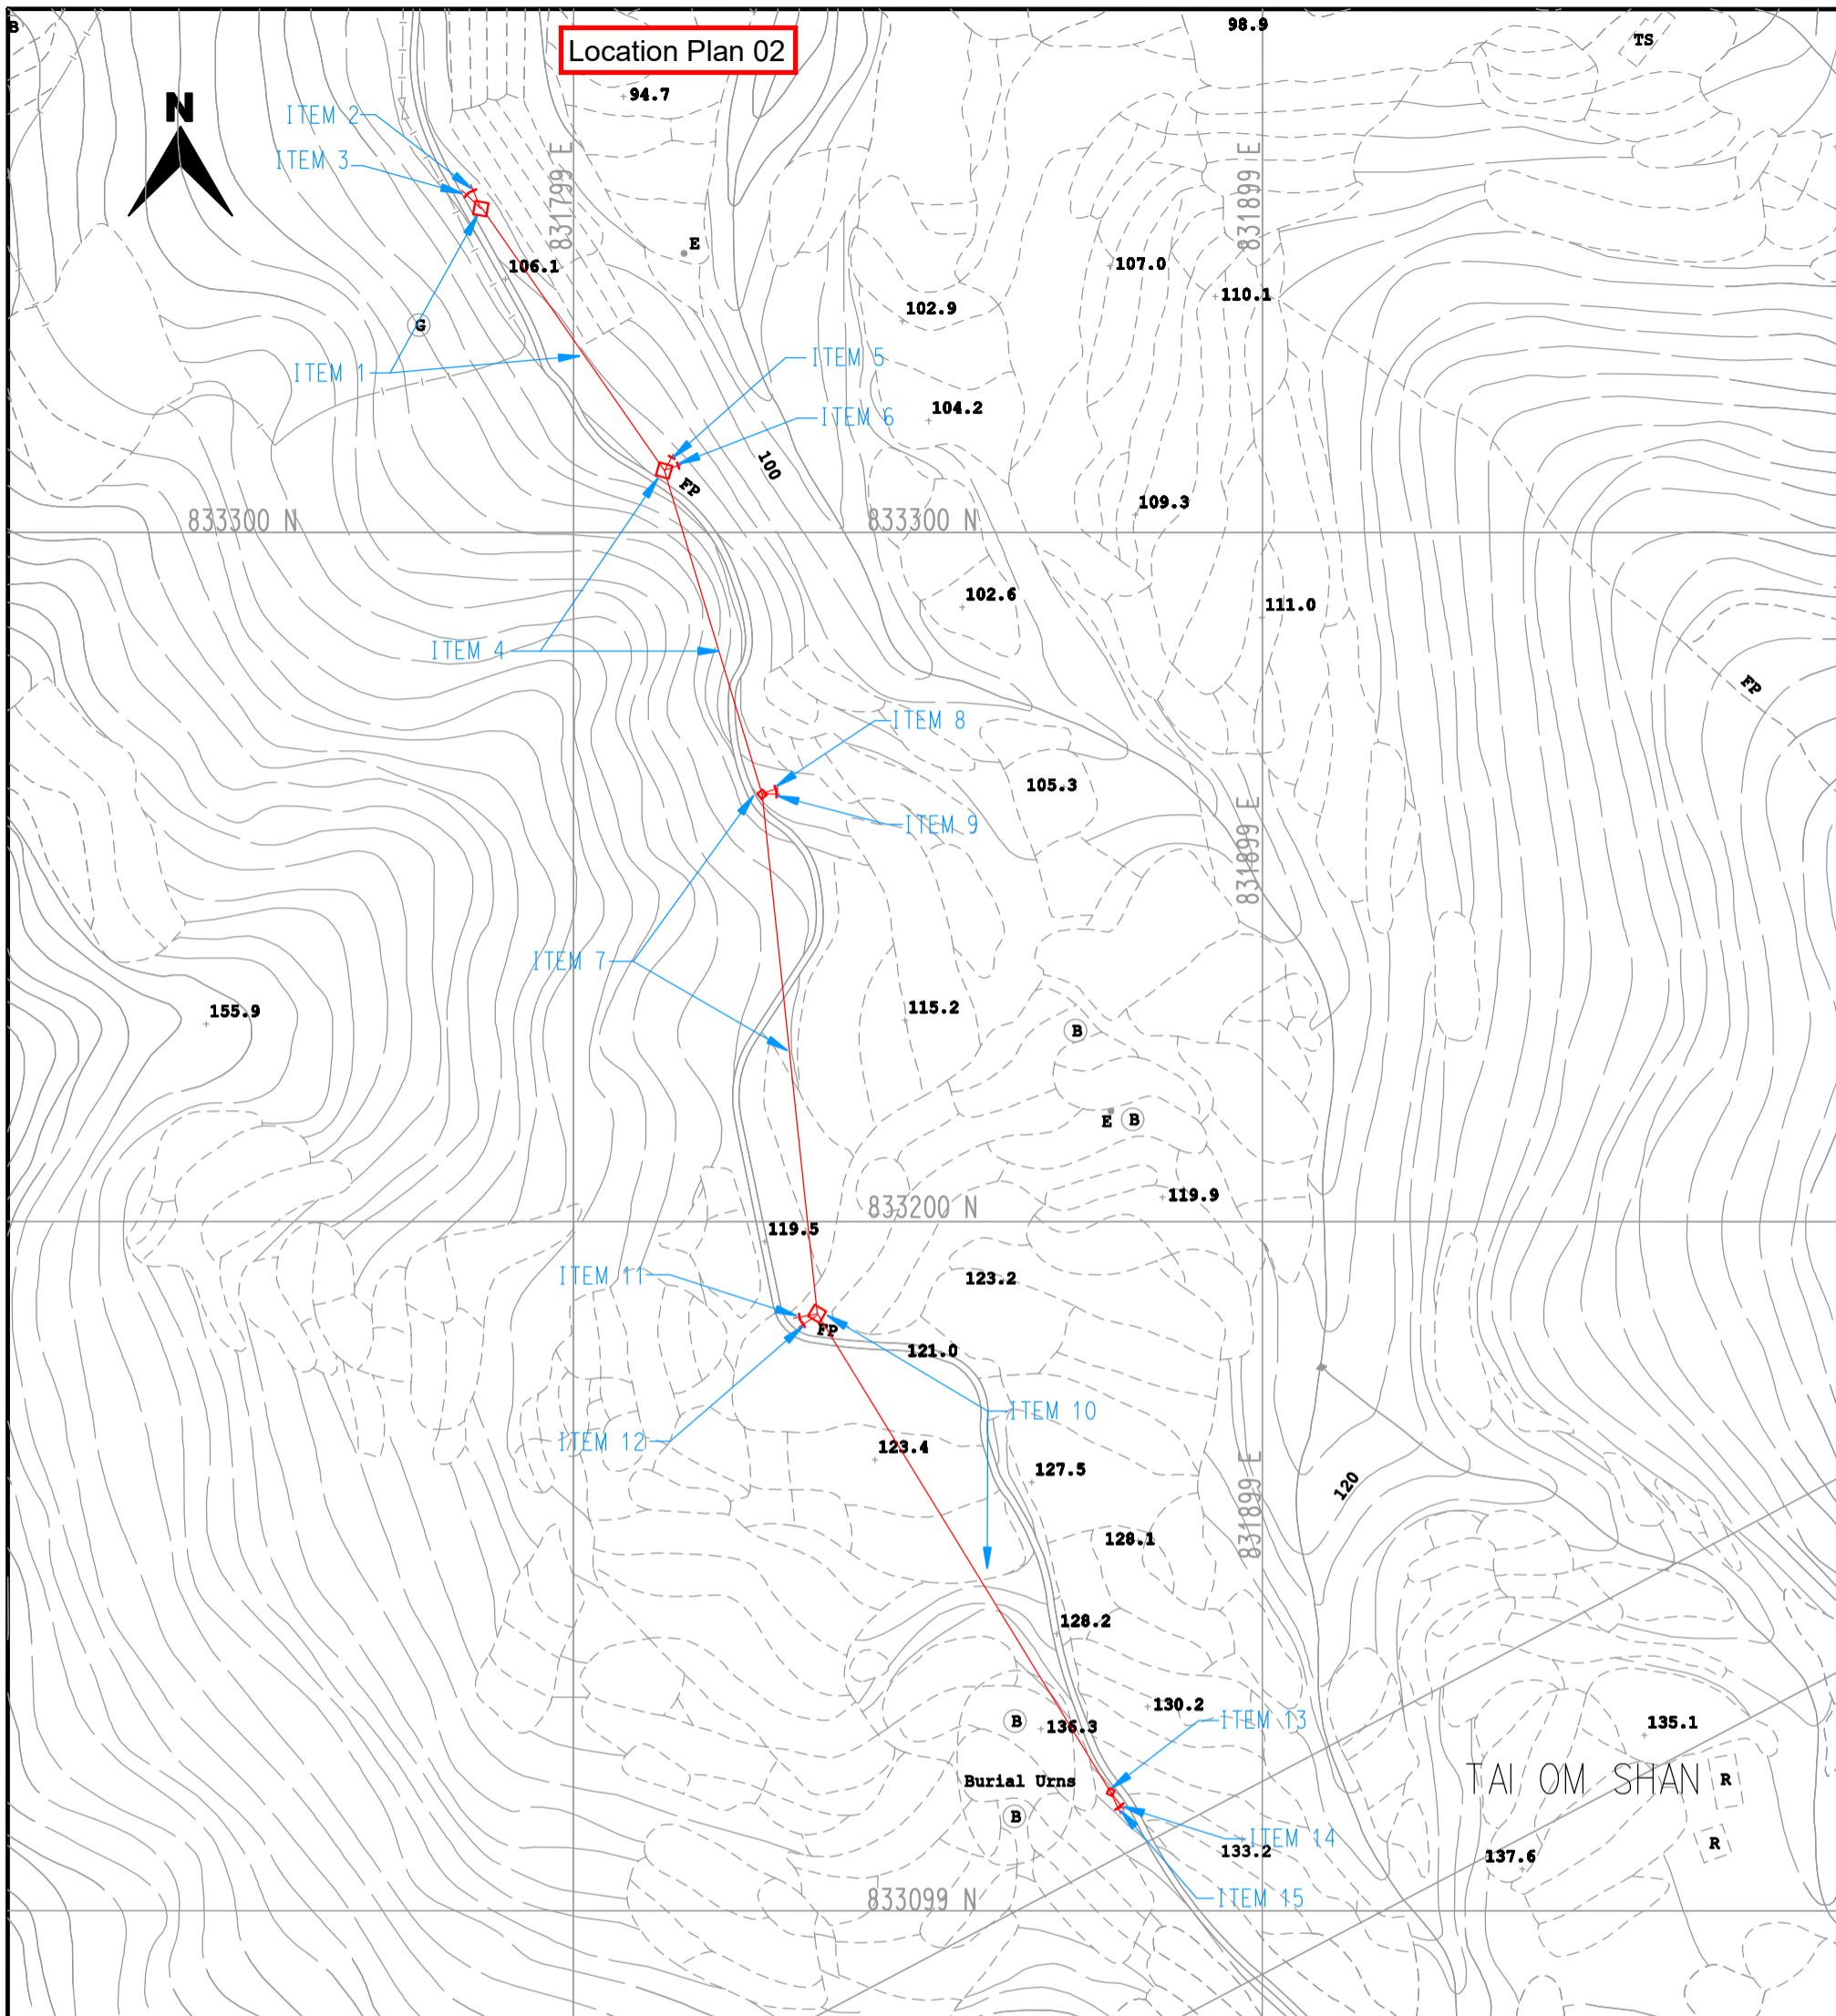 B
Location Plan 02
98.9
TS
N
94.7
ITEM 2
ITEM 3
831799 E
831899 E
E
106.1
107.0
110.1
102.9
G
ITEM 1
ITEM 5
ITEM 6
104.2
100
FP
109.3
833300 N
833300 N
102.6
111.0
ITEM 4
FP
ITEM 8
105.3
ITEM 9
831899 E
ITEM 7
155.9
115.2
B
E
B
119.9
833200 N
119.5
ITEM 11
123.2
FP
121.0
ITEM 10
ITEM 12
123.4
127.5
120
831899 E
128.1
128.2
130.2
B
136.3
ITEM 13
135.1
Burial Urns
TAI OM SHAN
R
B
ITEM 14
133.2
R
137.6
833099 N
ITEM 15